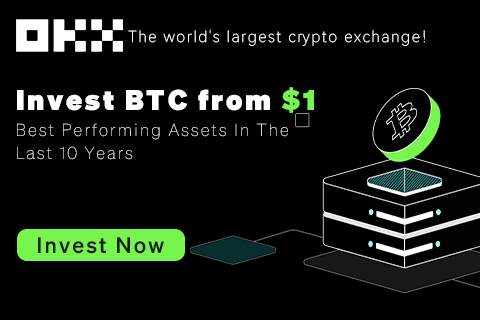 OKX The world's largest crypto exchange!
Invest BTC from $1
Best Performing Assets In The
Last 10 Years
Invest Now